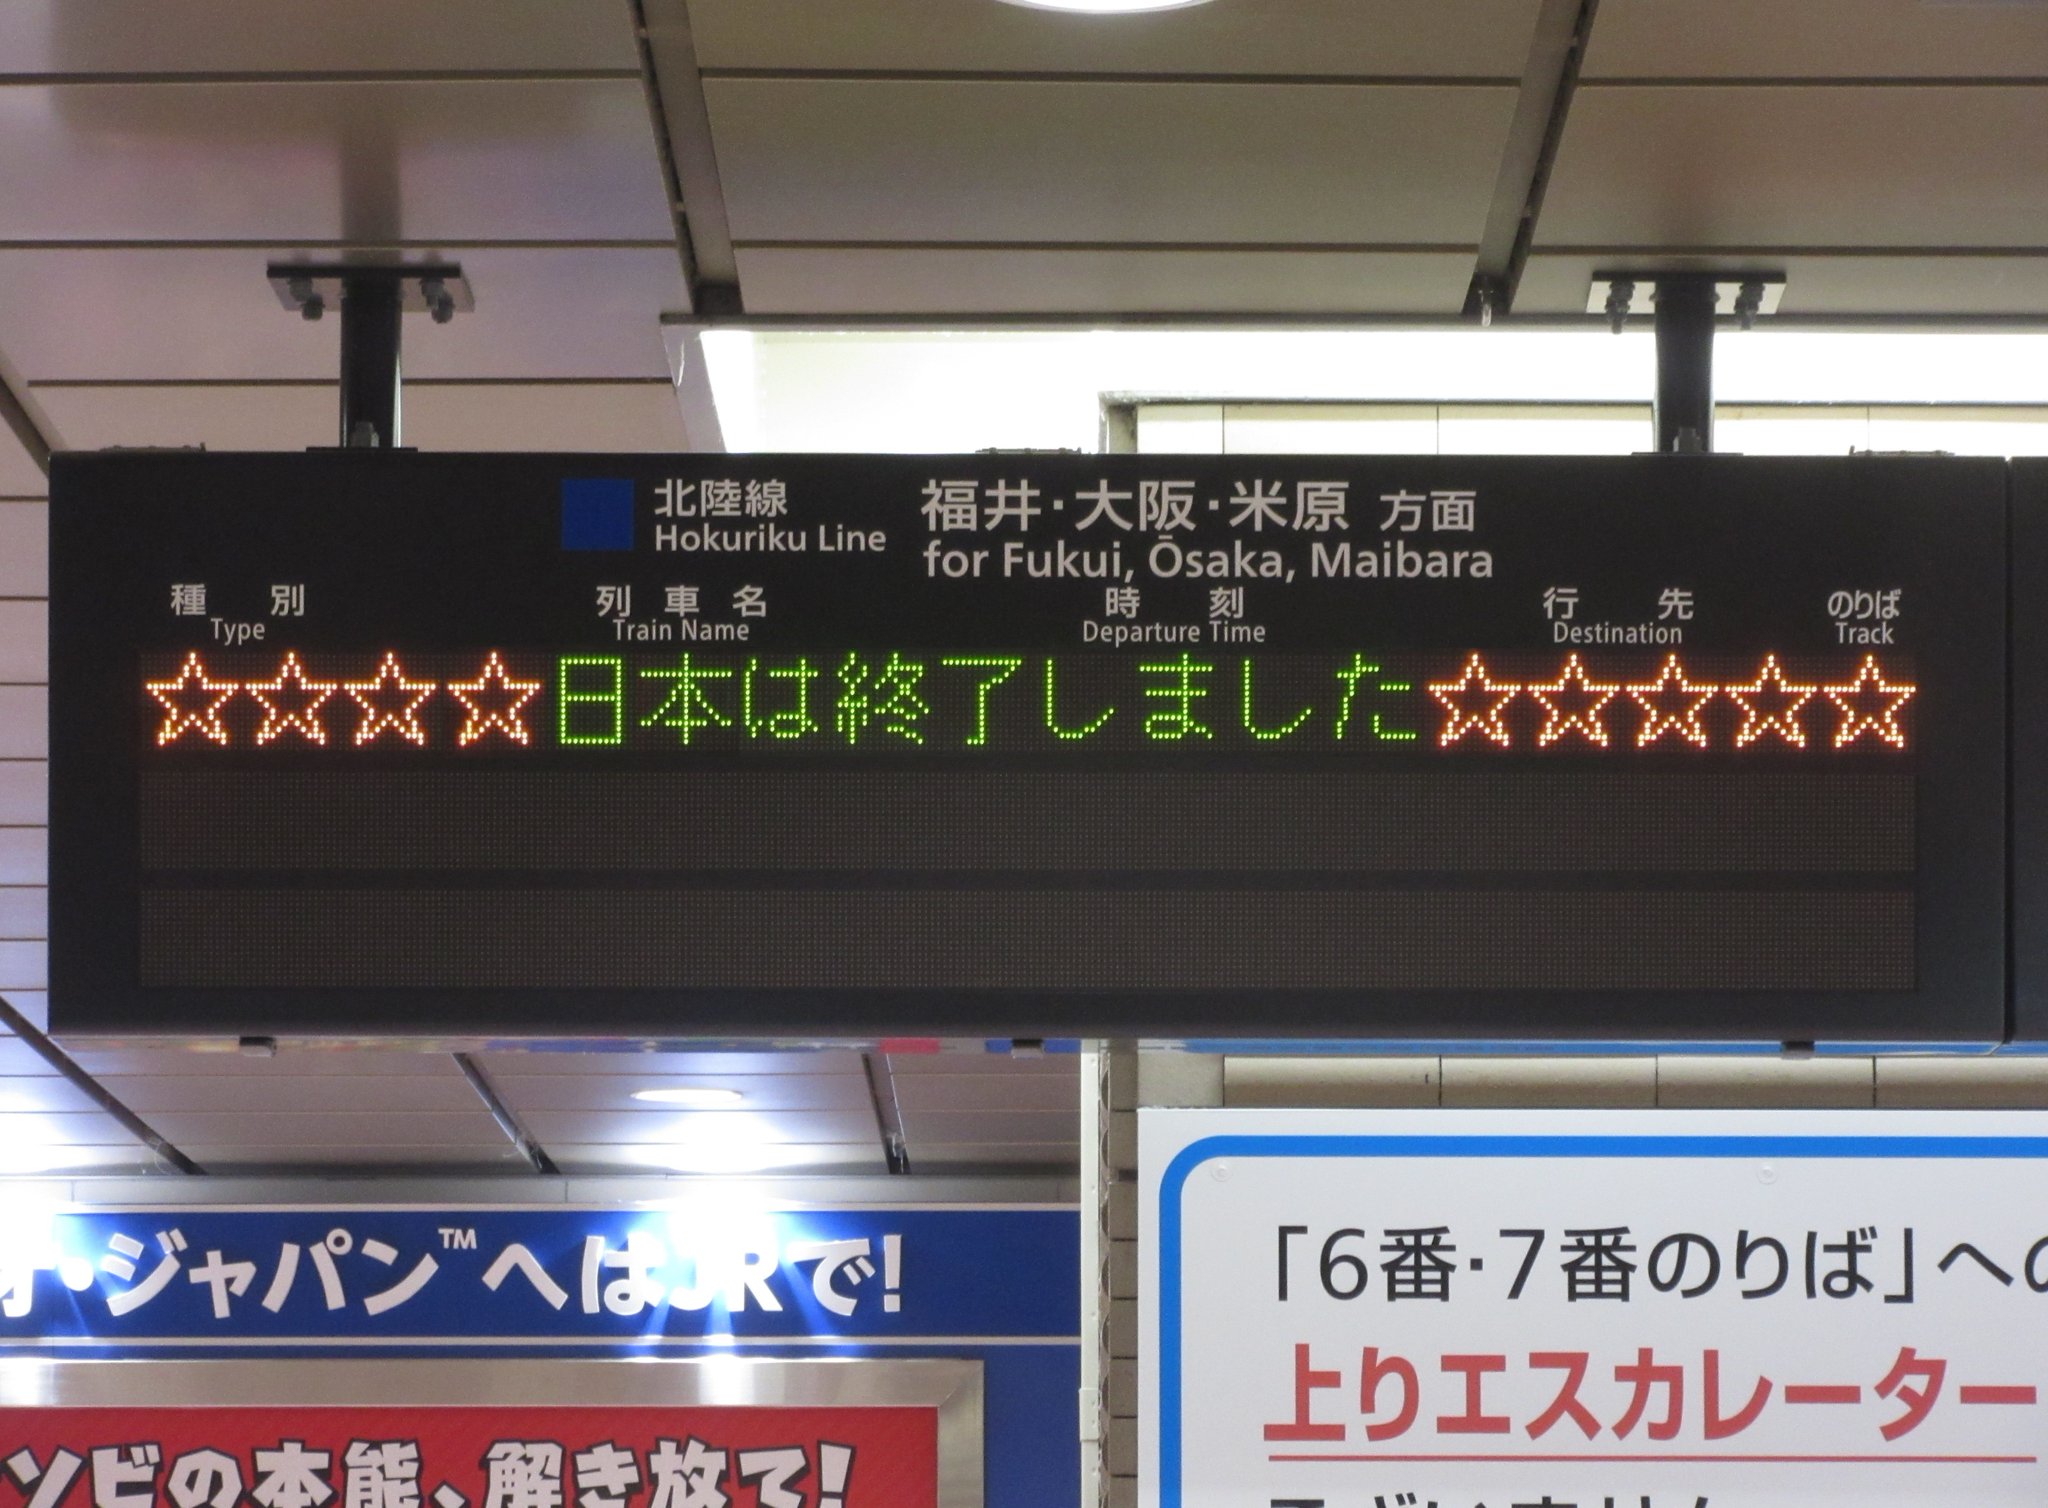 北陸線 福井・大阪・米原 方面
Hokuriku Line for Fukui, Ōsaka, Maibara
種別 列車名 時刻 行先 のりば
Type Train Name Departure Time Destination Track
☆☆☆☆日本は終了しました☆☆☆☆☆
・ジャパン™へはJRで!
「6番・7番のりば」への
上りエスカレーター
ンビの本能、解き放て!